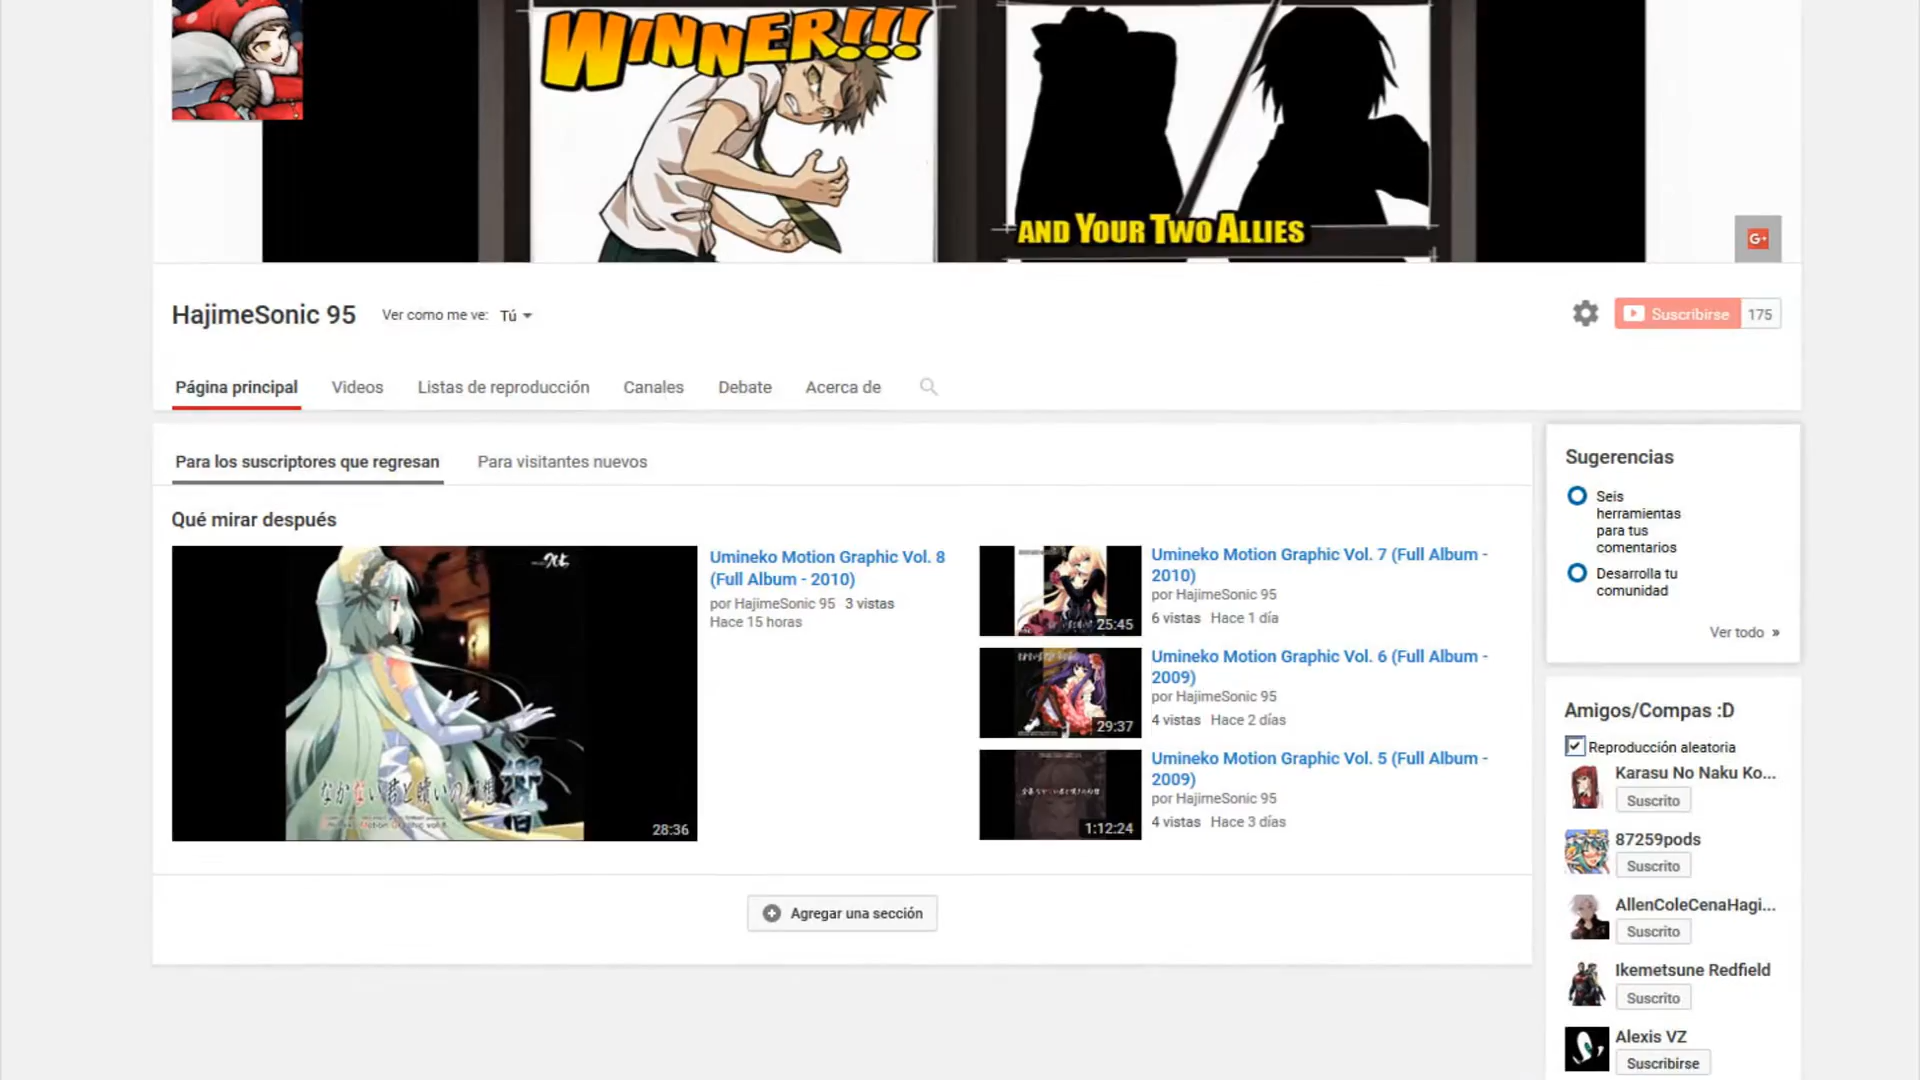 WINNER!!!
AND YOUR TWO ALLIES
G+
HajimeSonic 95
Ver como me ve: Tú
Suscribirse 175
Página principal Videos Listas de reproducción Canales Debate Acerca de
Para los suscriptores que regresan Para visitantes nuevos
Qué mirar después
28:36
Umineko Motion Graphic Vol. 8
(Full Album - 2010)
por HajimeSonic 95 3 vistas
Hace 15 horas
25:45
Umineko Motion Graphic Vol. 7 (Full Album -
2010)
por HajimeSonic 95
6 vistas Hace 1 día
29:37
Umineko Motion Graphic Vol. 6 (Full Album -
2009)
por HajimeSonic 95
4 vistas Hace 2 días
1:12:24
Umineko Motion Graphic Vol. 5 (Full Album -
2009)
por HajimeSonic 95
4 vistas Hace 3 días
Agregar una sección
Sugerencias
Seis
herramientas
para tus
comentarios
Desarrolla tu
comunidad
Ver todo »
Amigos/Compas :D
Reproducción aleatoria
Karasu No Naku Ko...
Suscrito
87259pods
Suscrito
AllenColeCenaHagi...
Suscrito
Ikemetsune Redfield
Suscrito
Alexis VZ
Suscribirse